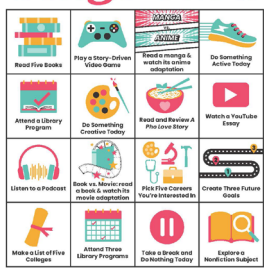 MANGA
VS
ANIME
Read Five Books
Play a Story-Driven
Video Game
Read a manga &
watch its anime
adaptation
Do Something
Active Today
Attend a Library
Program
Do Something
Creative Today
Read and Review A
Pho Love Story
Watch a YouTube
Essay
Listen to a Podcast
Book vs. Movie: read
a book & watch its
movie adaptation
Pick Five Careers
You're Interested In
Create Three Future
Goals
Make a List of Five
Colleges
Attend Three
Library Programs
Take a Break and
Do Nothing Today
Explore a
Nonfiction Subject